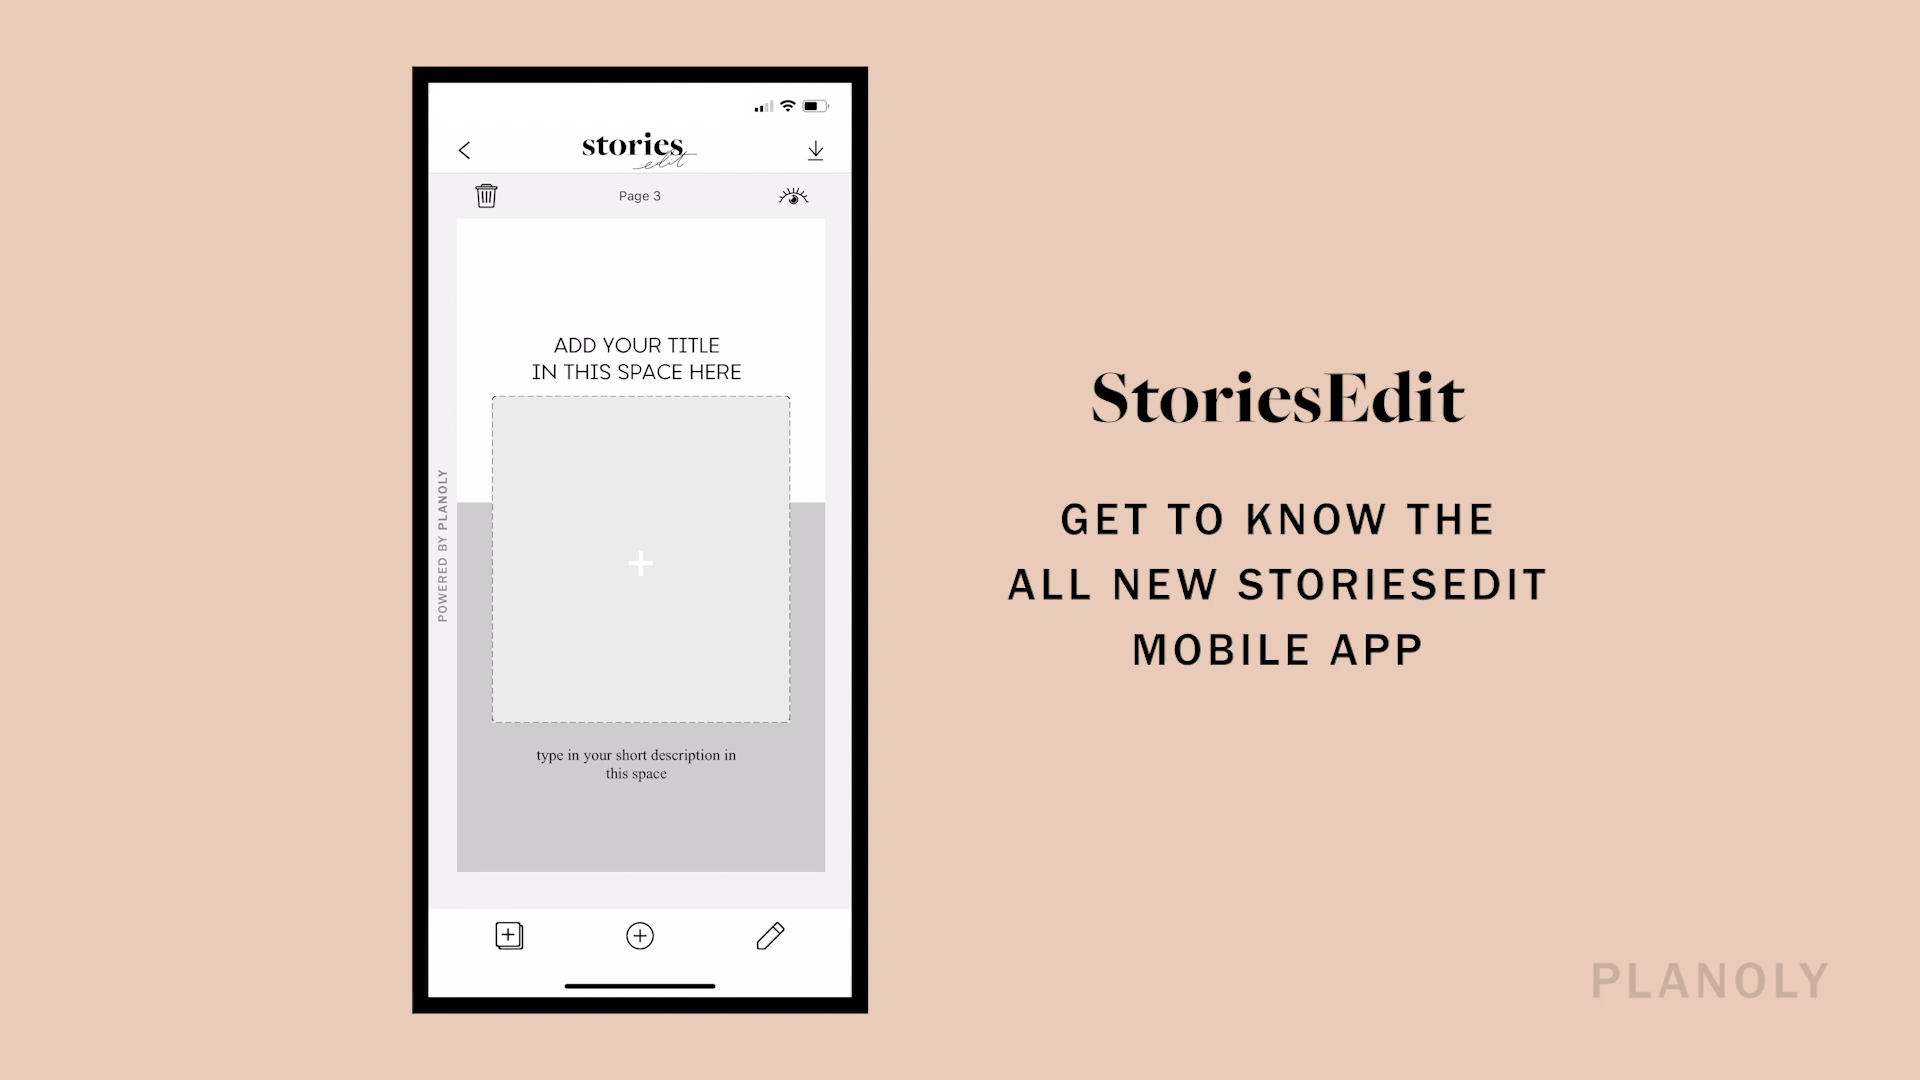 stories
edit
Page 3
ADD YOUR TITLE
IN THIS SPACE HERE
POWERED BY PLANOLY
type in your short description in
this space
StoriesEdit
GET TO KNOW THE
ALL NEW STORIESEDIT
MOBILE APP
PLANOLY